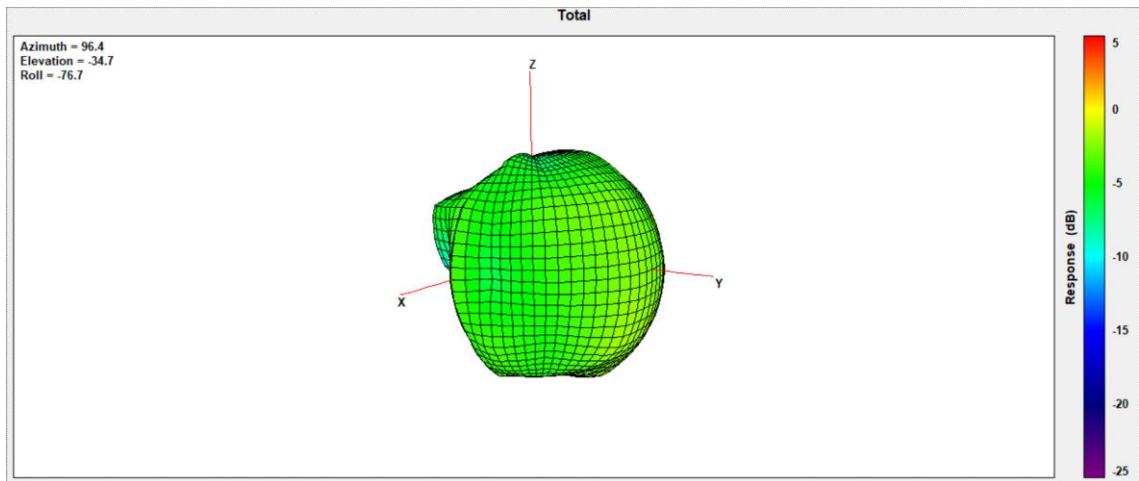 Total
Azimuth = 96.4
Elevation = -34.7
Roll = -76.7
Z
X
Y
5
0
-5
-10
-15
-20
-25
Response (dB)